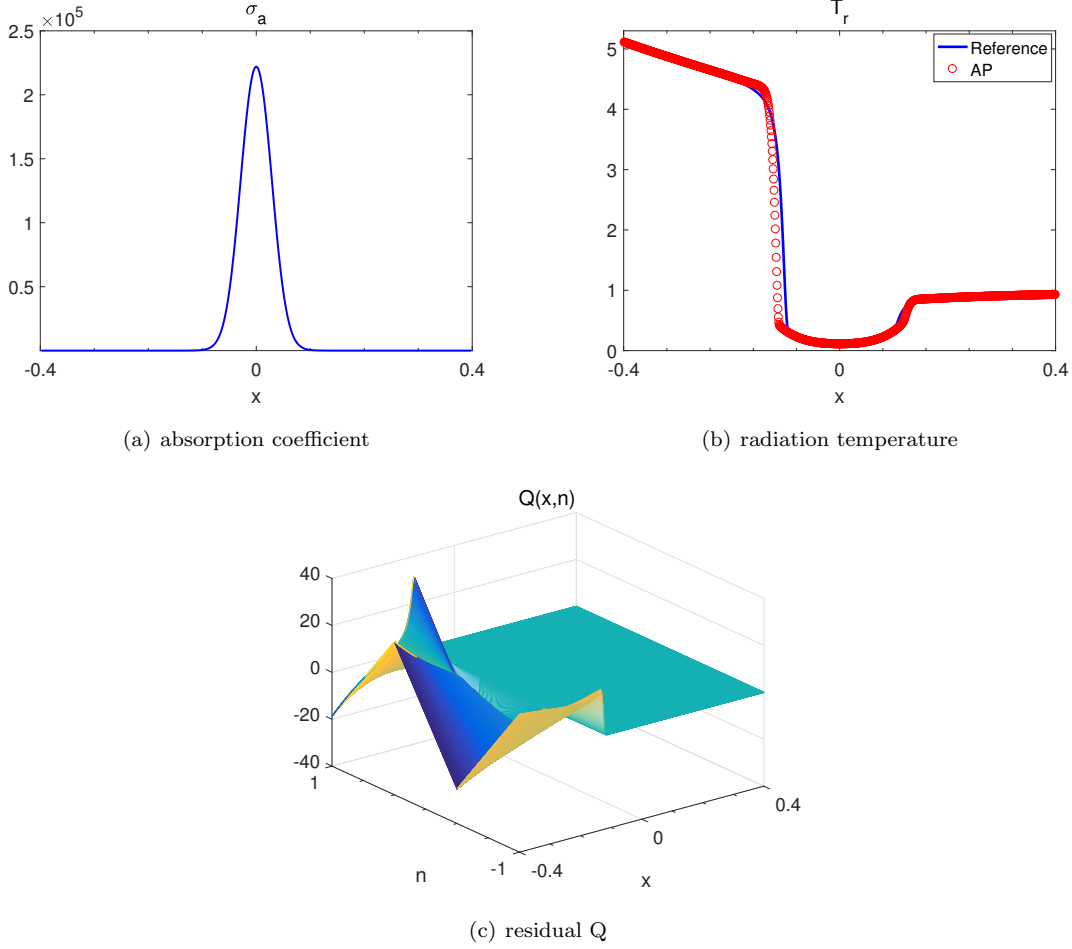 σ_a
×10^5
2.5
2
1.5
1
0.5
-0.4 0 0.4
x
(a) absorption coefficient
T_r
Reference
AP
5
4
3
2
1
0
-0.4 0 0.4
x
(b) radiation temperature
Q(x,n)
40
20
0
-20
-40
1
n
-1
-0.4
0
0.4
x
(c) residual Q